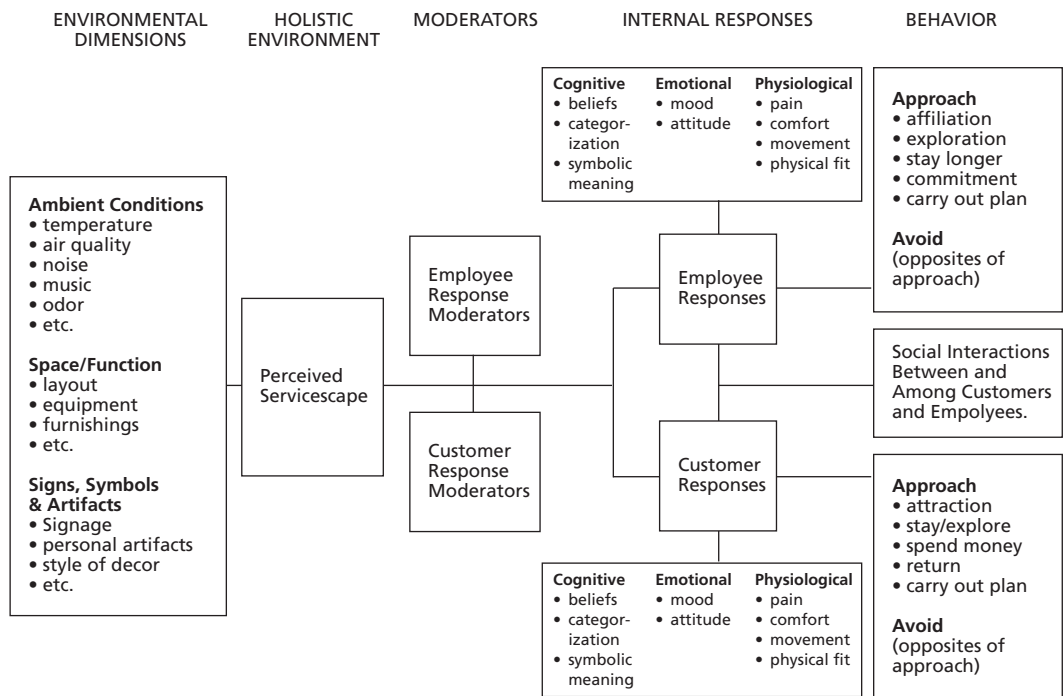 ENVIRONMENTAL
DIMENSIONS
HOLISTIC
ENVIRONMENT
MODERATORS
INTERNAL RESPONSES
BEHAVIOR
Ambient Conditions
• temperature
• air quality
• noise
• music
• odor
• etc.
Space/Function
• layout
• equipment
• furnishings
• etc.
Signs, Symbols
& Artifacts
• Signage
• personal artifacts
• style of decor
• etc.
Perceived
Servicescape
Employee
Response
Moderators
Customer
Response
Moderators
Cognitive
• beliefs
• categor-
ization
• symbolic
meaning
Emotional
• mood
• attitude
Physiological
• pain
• comfort
• movement
• physical fit
Employee
Responses
Customer
Responses
Cognitive
• beliefs
• categor-
ization
• symbolic
meaning
Emotional
• mood
• attitude
Physiological
• pain
• comfort
• movement
• physical fit
Approach
• affiliation
• exploration
• stay longer
• commitment
• carry out plan
Avoid
(opposites of
approach)
Social Interactions
Between and
Among Customers
and Empolyees.
Approach
• attraction
• stay/explore
• spend money
• return
• carry out plan
Avoid
(opposites of
approach)